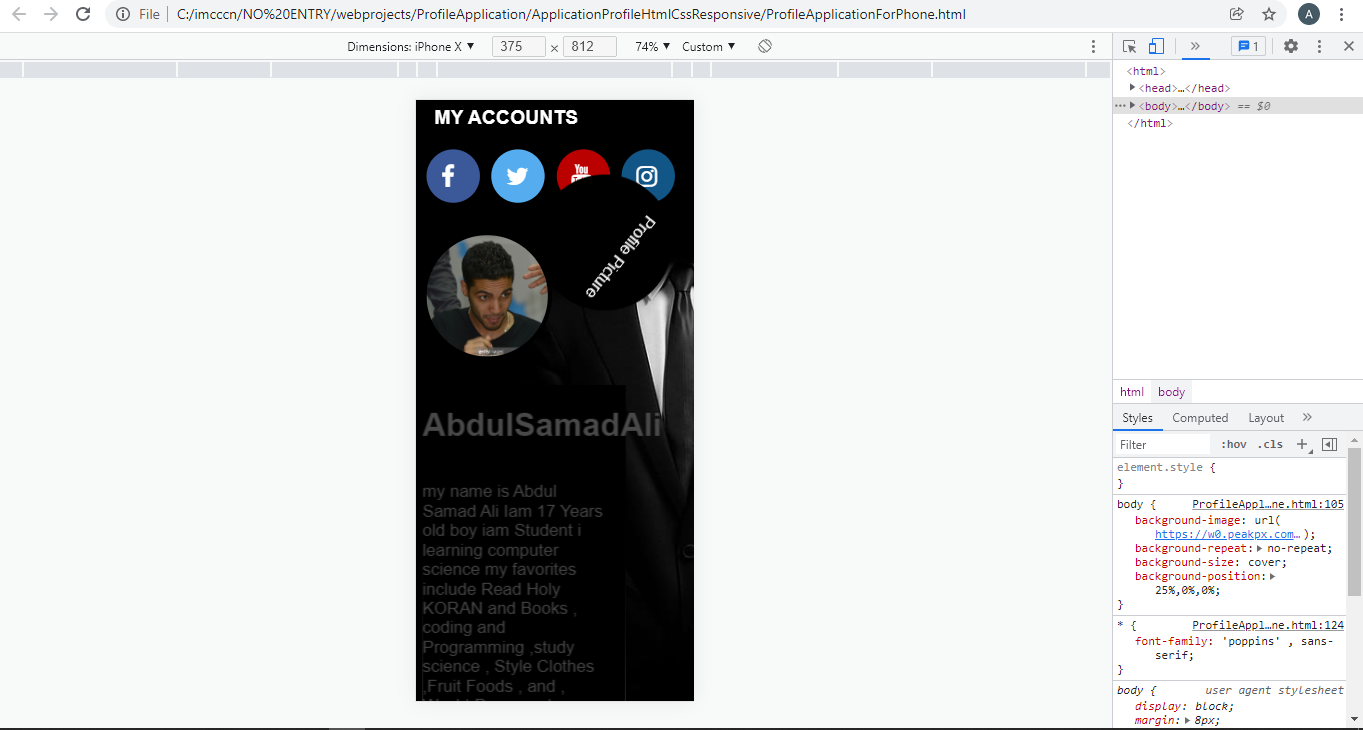 File
C:/imcccn/NO%20ENTRY/webprojects/ProfileApplication/ApplicationProfileHtmlCssResponsive/ProfileApplicationForPhone.html
A
Dimensions: iPhone X ▼ 375 × 812 74% ▼ Custom ▼
1
MY ACCOUNTS
You
Profile Picture
AbdulSamadAli
my name is Abdul
Samad Ali Iam 17 Years
old boy iam Student i
learning computer
science my favorites
include Read Holy
KORAN and Books ,
coding and
Programming ,study
science , Style Clothes
,Fruit Foods , and ,
<html>
<head>…</head>
<body>…</body> == $0
</html>
html body
Styles Computed Layout
Filter :hov .cls
element.style {
}
body { ProfileAppl…ne.html:105
background-image: url(
https://w0.peakpx.com… );
background-repeat: no-repeat;
background-size: cover;
background-position:
25%,0%,0%;
}
* { ProfileAppl…ne.html:124
font-family: 'poppins' , sans-
serif;
}
body { user agent stylesheet
display: block;
margin: 8px;